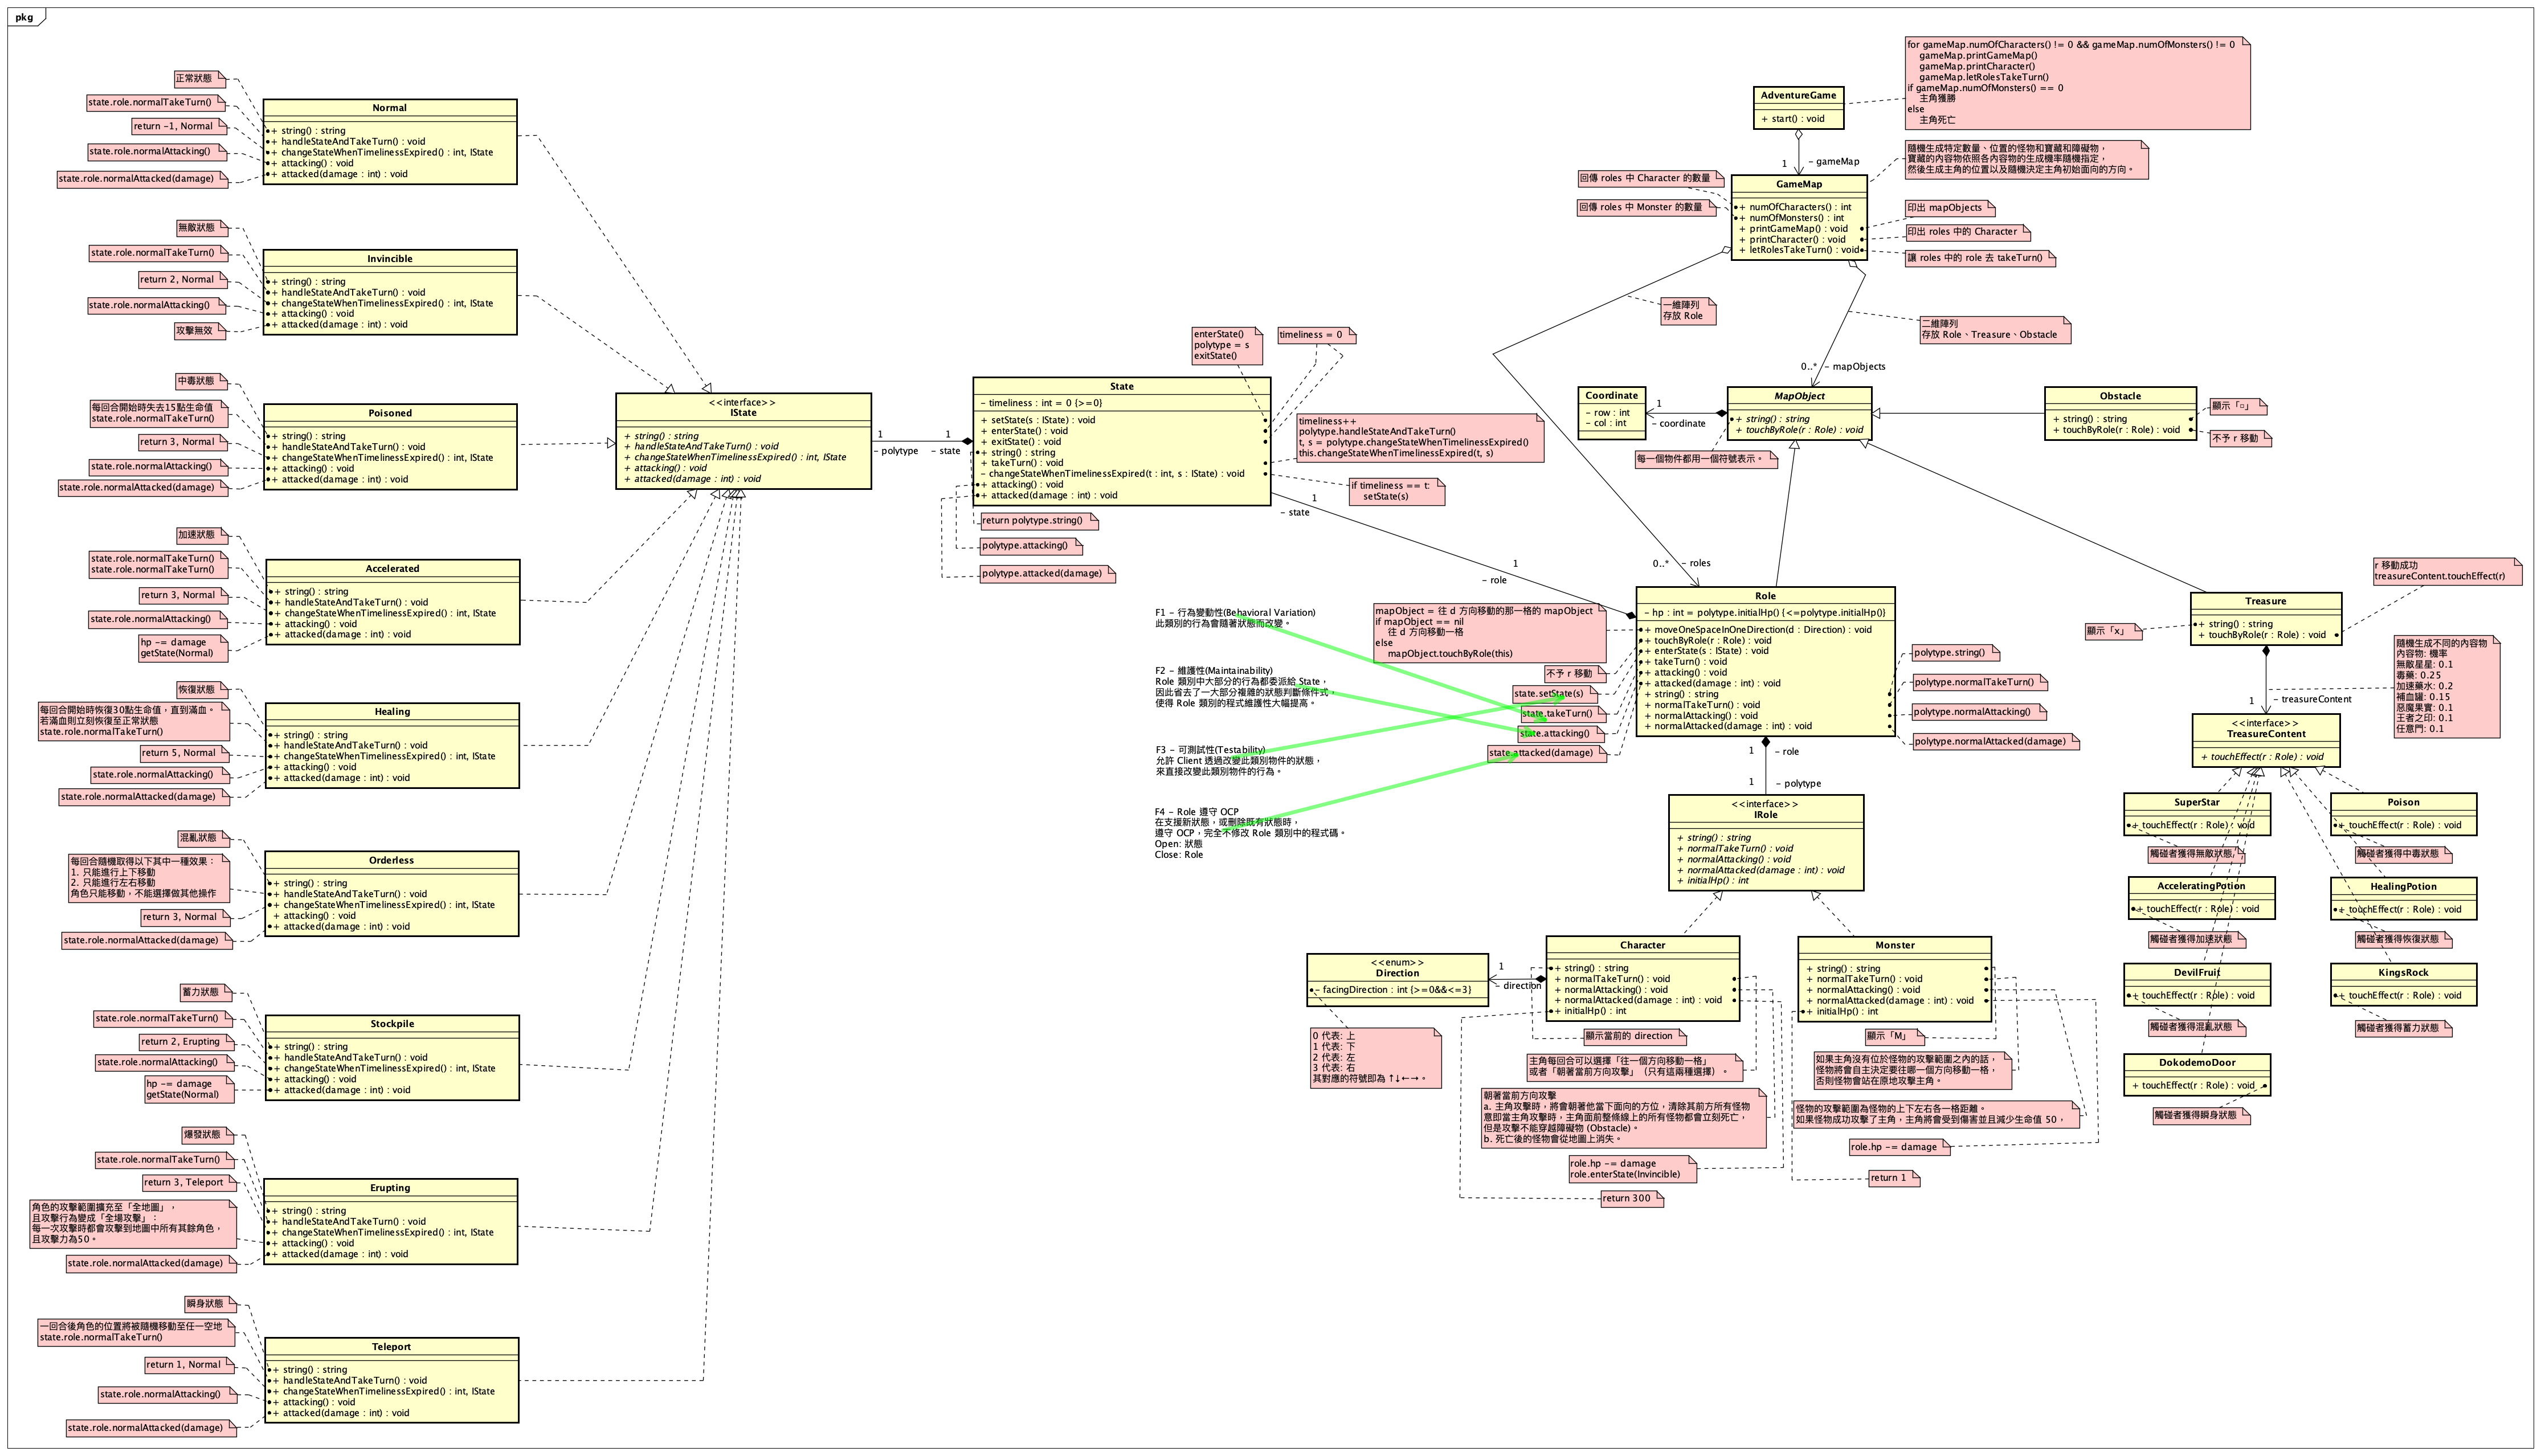 pkg
正常狀態
state.role.normalTakeTurn()
return -1, Normal
state.role.normalAttacking()
state.role.normalAttacked(damage)
Normal
+ string() : string
+ handleStateAndTakeTurn() : void
+ changeStateWhenTimelinessExpired() : int, IState
+ attacking() : void
+ attacked(damage : int) : void
無敵狀態
state.role.normalTakeTurn()
return 2, Normal
state.role.normalAttacking()
攻擊無效
Invincible
+ string() : string
+ handleStateAndTakeTurn() : void
+ changeStateWhenTimelinessExpired() : int, IState
+ attacking() : void
+ attacked(damage : int) : void
中毒狀態
每回合開始時失去15點生命值
state.role.normalTakeTurn()
return 3, Normal
state.role.normalAttacking()
state.role.normalAttacked(damage)
Poisoned
+ string() : string
+ handleStateAndTakeTurn() : void
+ changeStateWhenTimelinessExpired() : int, IState
+ attacking() : void
+ attacked(damage : int) : void
加速狀態
state.role.normalTakeTurn()
state.role.normalTakeTurn()
return 3, Normal
state.role.normalAttacking()
hp -= damage
getState(Normal)
Accelerated
+ string() : string
+ handleStateAndTakeTurn() : void
+ changeStateWhenTimelinessExpired() : int, IState
+ attacking() : void
+ attacked(damage : int) : void
恢復狀態
每回合開始時恢復30點生命值，直到滿血。
若滿血則立刻恢復至正常狀態
state.role.normalTakeTurn()
return 5, Normal
state.role.normalAttacking()
state.role.normalAttacked(damage)
Healing
+ string() : string
+ handleStateAndTakeTurn() : void
+ changeStateWhenTimelinessExpired() : int, IState
+ attacking() : void
+ attacked(damage : int) : void
混亂狀態
每回合隨機取得以下其中一種效果：
1. 只能進行上下移動
2. 只能進行左右移動
角色只能移動，不能選擇做其他操作
return 3, Normal
state.role.normalAttacked(damage)
Orderless
+ string() : string
+ handleStateAndTakeTurn() : void
+ changeStateWhenTimelinessExpired() : int, IState
+ attacking() : void
+ attacked(damage : int) : void
蓄力狀態
state.role.normalTakeTurn()
return 2, Erupting
state.role.normalAttacking()
hp -= damage
getState(Normal)
Stockpile
+ string() : string
+ handleStateAndTakeTurn() : void
+ changeStateWhenTimelinessExpired() : int, IState
+ attacking() : void
+ attacked(damage : int) : void
爆發狀態
state.role.normalTakeTurn()
return 3, Teleport
角色的攻擊範圍擴充至「全地圖」，
且攻擊行為變成「全場攻擊」：
每一次攻擊時都會攻擊到地圖中所有其餘角色，
且攻擊力為50。
state.role.normalAttacked(damage)
Erupting
+ string() : string
+ handleStateAndTakeTurn() : void
+ changeStateWhenTimelinessExpired() : int, IState
+ attacking() : void
+ attacked(damage : int) : void
瞬身狀態
一回合後角色的位置將被隨機移動至任一空地
state.role.normalTakeTurn()
return 1, Normal
state.role.normalAttacking()
state.role.normalAttacked(damage)
Teleport
+ string() : string
+ handleStateAndTakeTurn() : void
+ changeStateWhenTimelinessExpired() : int, IState
+ attacking() : void
+ attacked(damage : int) : void
<<interface>>
IState
+ string() : string
+ handleStateAndTakeTurn() : void
+ changeStateWhenTimelinessExpired() : int, IState
+ attacking() : void
+ attacked(damage : int) : void
1
- polytype
1
- state
enterState()
polytype = s
exitState()
timeliness = 0
State
- timeliness : int = 0 {>=0}
+ setState(s : IState) : void
+ enterState() : void
+ exitState() : void
+ string() : string
+ takeTurn() : void
- changeStateWhenTimelinessExpired(t : int, s : IState) : void
+ attacking() : void
+ attacked(damage : int) : void
timeliness++
polytype.handleStateAndTakeTurn()
t, s = polytype.changeStateWhenTimelinessExpired()
this.changeStateWhenTimelinessExpired(t, s)
if timeliness == t:
setState(s)
return polytype.string()
polytype.attacking()
polytype.attacked(damage)
1
- state
1
- role
F1 - 行為變動性(Behavioral Variation)
此類別的行為會隨著狀態而改變。
F2 - 維護性(Maintainability)
Role 類別中大部分的行為都委派給 State，
因此省去了一大部分複雜的狀態判斷條件式，
使得 Role 類別的程式維護性大幅提高。
F3 - 可測試性(Testability)
允許 Client 透過改變此類別物件的狀態，
來直接改變此類別物件的行為。
F4 - Role 遵守 OCP
在支援新狀態，或刪除既有狀態時，
遵守 OCP，完全不修改 Role 類別中的程式碼。
Open: 狀態
Close: Role
for gameMap.numOfCharacters() != 0 && gameMap.numOfMonsters() != 0
gameMap.printGameMap()
gameMap.printCharacter()
gameMap.letRolesTakeTurn()
if gameMap.numOfMonsters() == 0
主角獲勝
else
主角死亡
AdventureGame
+ start() : void
1
- gameMap
隨機生成特定數量、位置的怪物和寶藏和障礙物，
寶藏的內容物依照各內容物的生成機率隨機指定，
然後生成主角的位置以及隨機決定主角初始面向的方向。
回傳 roles 中 Character 的數量
回傳 roles 中 Monster 的數量
GameMap
+ numOfCharacters() : int
+ numOfMonsters() : int
+ printGameMap() : void
+ printCharacter() : void
+ letRolesTakeTurn() : void
印出 mapObjects
印出 roles 中的 Character
讓 roles 中的 role 去 takeTurn()
一維陣列
存放 Role
二維陣列
存放 Role、Treasure、Obstacle
0..*
- mapObjects
Coordinate
- row : int
- col : int
1
- coordinate
MapObject
+ string() : string
+ touchByRole(r : Role) : void
每一個物件都用一個符號表示。
Obstacle
+ string() : string
+ touchByRole(r : Role) : void
顯示「□」
不予 r 移動
0..*
- roles
mapObject = 往 d 方向移動的那一格的 mapObject
if mapObject == nil
往 d 方向移動一格
else
mapObject.touchByRole(this)
不予 r 移動
state.setState(s)
state.takeTurn()
state.attacking()
state.attacked(damage)
Role
- hp : int = polytype.initialHp() {<=polytype.initialHp()}
+ moveOneSpaceInOneDirection(d : Direction) : void
+ touchByRole(r : Role) : void
+ enterState(s : IState) : void
+ takeTurn() : void
+ attacking() : void
+ attacked(damage : int) : void
+ string() : string
+ normalTakeTurn() : void
+ normalAttacking() : void
+ normalAttacked(damage : int) : void
polytype.string()
polytype.normalTakeTurn()
polytype.normalAttacking()
polytype.normalAttacked(damage)
1
- role
1
- polytype
<<interface>>
IRole
+ string() : string
+ normalTakeTurn() : void
+ normalAttacking() : void
+ normalAttacked(damage : int) : void
+ initialHp() : int
<<enum>>
Direction
- facingDirection : int {>=0&&<=3}
1
- direction
0 代表: 上
1 代表: 下
2 代表: 左
3 代表: 右
其對應的符號即為 ↑↓←→。
Character
+ string() : string
+ normalTakeTurn() : void
+ normalAttacking() : void
+ normalAttacked(damage : int) : void
+ initialHp() : int
顯示當前的 direction
主角每回合可以選擇「往一個方向移動一格」
或者「朝著當前方向攻擊」（只有這兩種選擇）。
朝著當前方向攻擊
a. 主角攻擊時，將會朝著他當下面向的方位，清除其前方所有怪物
意即當主角攻擊時，主角面前整條線上的所有怪物都會立刻死亡，
但是攻擊不能穿越障礙物 (Obstacle)。
b. 死亡後的怪物會從地圖上消失。
role.hp -= damage
role.enterState(Invincible)
return 300
Monster
+ string() : string
+ normalTakeTurn() : void
+ normalAttacking() : void
+ normalAttacked(damage : int) : void
+ initialHp() : int
顯示「M」
如果主角沒有位於怪物的攻擊範圍之內的話，
怪物將會自主決定要往哪一個方向移動一格，
否則怪物會站在原地攻擊主角。
怪物的攻擊範圍為怪物的上下左右各一格距離。
如果怪物成功攻擊了主角，主角將會受到傷害並且減少生命值 50，
role.hp -= damage
return 1
r 移動成功
treasureContent.touchEffect(r)
Treasure
+ string() : string
+ touchByRole(r : Role) : void
顯示「x」
隨機生成不同的內容物
內容物: 機率
無敵星星: 0.1
毒藥: 0.25
加速藥水: 0.2
補血罐: 0.15
惡魔果實: 0.1
王者之印: 0.1
任意門: 0.1
1
- treasureContent
<<interface>>
TreasureContent
+ touchEffect(r : Role) : void
SuperStar
+ touchEffect(r : Role) : void
觸碰者獲得無敵狀態
Poison
+ touchEffect(r : Role) : void
觸碰者獲得中毒狀態
AcceleratingPotion
+ touchEffect(r : Role) : void
觸碰者獲得加速狀態
HealingPotion
+ touchEffect(r : Role) : void
觸碰者獲得恢復狀態
DevilFruit
+ touchEffect(r : Role) : void
觸碰者獲得混亂狀態
KingsRock
+ touchEffect(r : Role) : void
觸碰者獲得蓄力狀態
DokodemoDoor
+ touchEffect(r : Role) : void
觸碰者獲得瞬身狀態